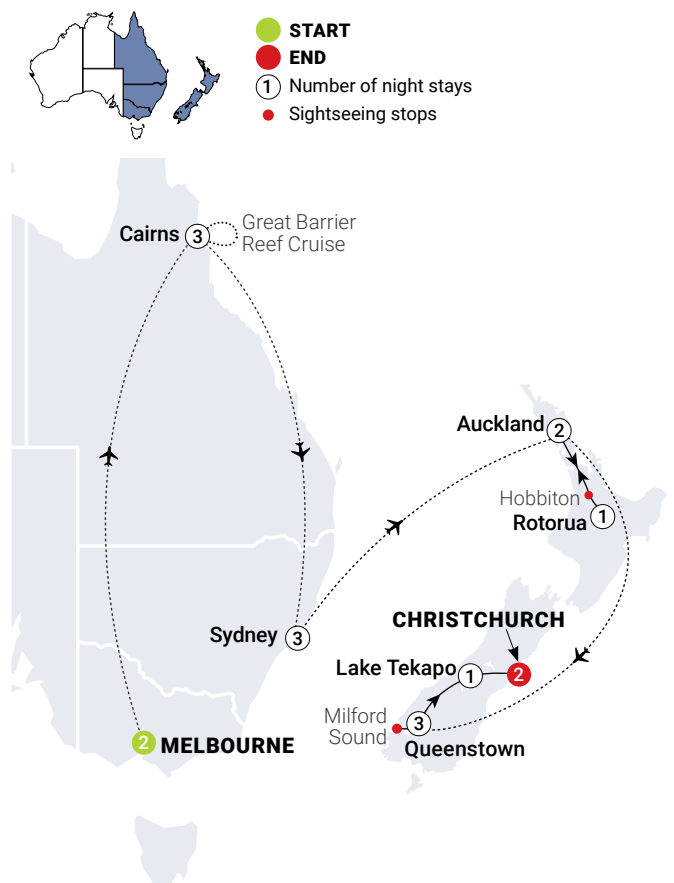 START
END
1 Number of night stays
Sightseeing stops
Cairns 3
Great Barrier
Reef Cruise
Auckland 2
Hobbiton
Rotorua 1
Sydney 3
CHRISTCHURCH
2
Lake Tekapo 1
Milford
Sound
3
Queenstown
2 MELBOURNE